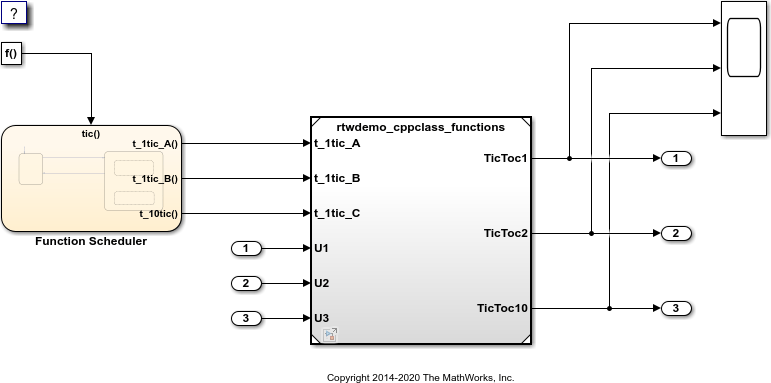 ?
f()
tic()
t_1tic_A()
t_1tic_B()
t_10tic()
Function Scheduler
rtwdemo_cppclass_functions
t_1tic_A
t_1tic_B
t_1tic_C
1
U1
2
U2
3
U3
TicToc1
1
TicToc2
2
TicToc10
3
Copyright 2014-2020 The MathWorks, Inc.